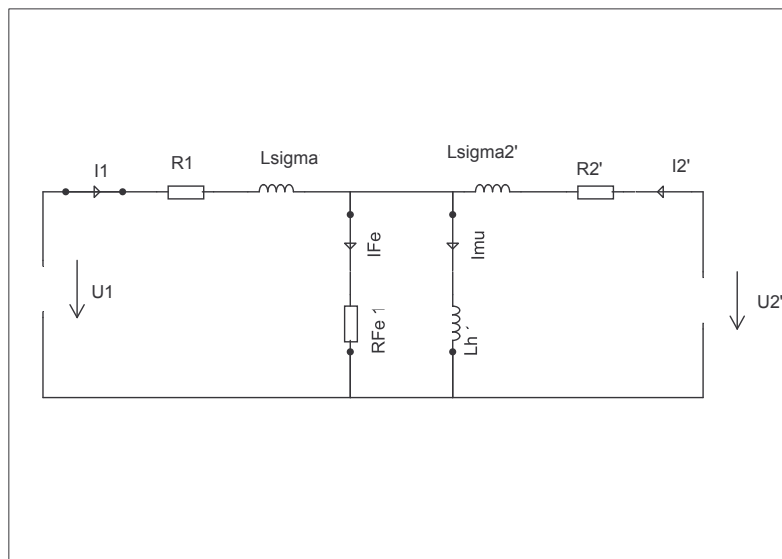 I1
R1
Lsigma
Lsigma2'
R2'
I2'
U1
IFe
RFe 1
Imu
Lh´
U2'